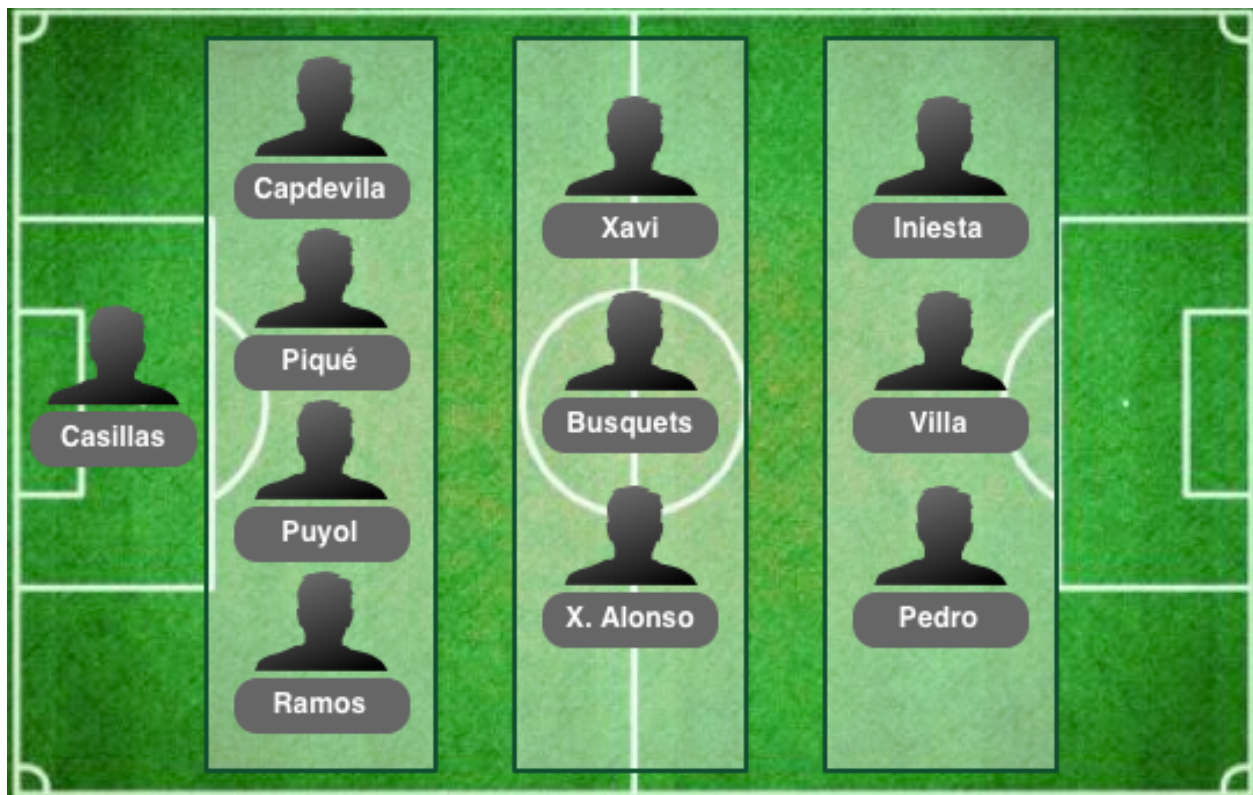 Capdevila
Xavi
Iniesta
Piqué
Casillas
Busquets
Villa
Puyol
X. Alonso
Pedro
Ramos